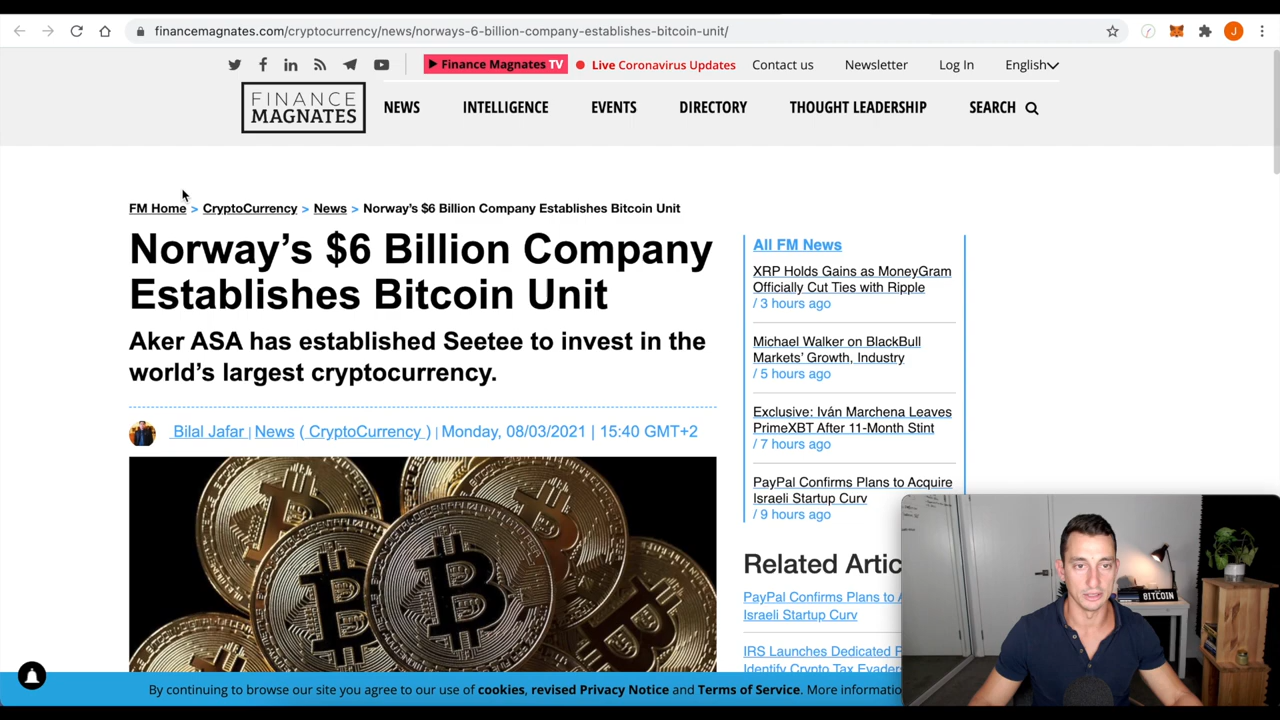 financemagnates.com/cryptocurrency/news/norways-6-billion-company-establishes-bitcoin-unit/
J
Finance Magnates TV
Live Coronavirus Updates
Contact us
Newsletter
Log In
English
FINANCE
MAGNATES
NEWS
INTELLIGENCE
EVENTS
DIRECTORY
THOUGHT LEADERSHIP
SEARCH
FM Home > CryptoCurrency > News > Norway's $6 Billion Company Establishes Bitcoin Unit
Norway's $6 Billion Company
Establishes Bitcoin Unit
Aker ASA has established Seetee to invest in the
world's largest cryptocurrency.
Bilal Jafar | News ( CryptoCurrency ) | Monday, 08/03/2021 | 15:40 GMT+2
All FM News
XRP Holds Gains as MoneyGram
Officially Cut Ties with Ripple
/ 3 hours ago
Michael Walker on BlackBull
Markets' Growth, Industry
/ 5 hours ago
Exclusive: Iván Marchena Leaves
PrimeXBT After 11-Month Stint
/ 7 hours ago
PayPal Confirms Plans to Acquire
Israeli Startup Curv
/ 9 hours ago
Related Artic
PayPal Confirms Plans to A
Israeli Startup Curv
IRS Launches Dedicated F
Identify Crypto Tax Evader
BITCOIN
By continuing to browse our site you agree to our use of cookies, revised Privacy Notice and Terms of Service. More informatio